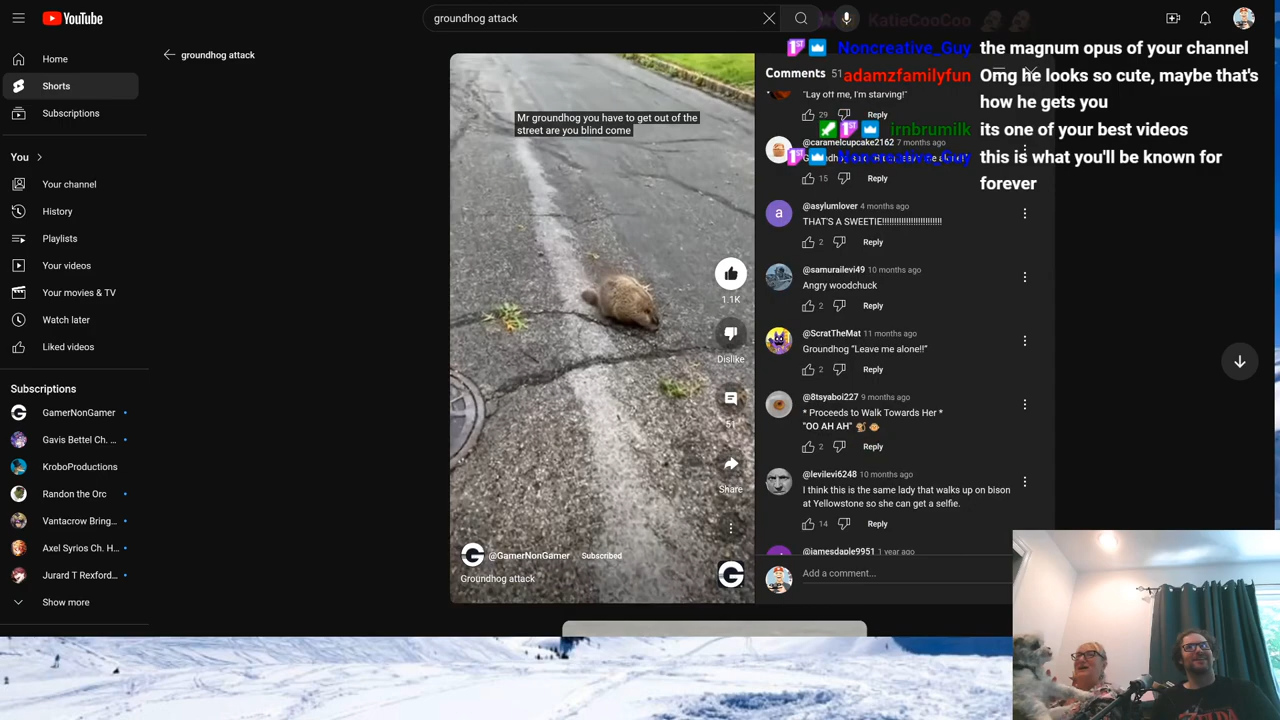 YouTube
groundhog attack
Home
Shorts
Subscriptions
You
Your channel
History
Playlists
Your videos
Your movies & TV
Watch later
Liked videos
Subscriptions
GamerNonGamer
Gavis Bettel Ch. ...
KroboProductions
Randon the Orc
Vantacrow Bring...
Axel Syrios Ch. H...
Jurard T Rexford...
Show more
groundhog attack
Mr groundhog you have to get out of the
street are you blind come
1.1K
Dislike
51
Share
@GamerNonGamer Subscribed
Groundhog attack
Comments 51
"Lay off me, I'm starving!"
29 Reply
@caramelcupcake2162 7 months ago
15 Reply
@asylumlover 4 months ago
THAT'S A SWEETIE!!!!!!!!!!!!!!!!!!!!!!!!
2 Reply
@samurailevi49 10 months ago
Angry woodchuck
2 Reply
@ScratTheMat 11 months ago
Groundhog “Leave me alone!!”
2 Reply
@8tsyaboi227 9 months ago
* Proceeds to Walk Towards Her *
"OO AH AH"
2 Reply
@levilevi6248 10 months ago
I think this is the same lady that walks up on bison
at Yellowstone so she can get a selfie.
14 Reply
@jamesdaple9951 1 year ago
Add a comment...
KatieCooCoo
Noncreative_Guy the magnum opus of your channel
adamzfamilyfun Omg he looks so cute, maybe that's
how he gets you
irnbrumilk its one of your best videos
Noncreative_Guy this is what you'll be known for
forever